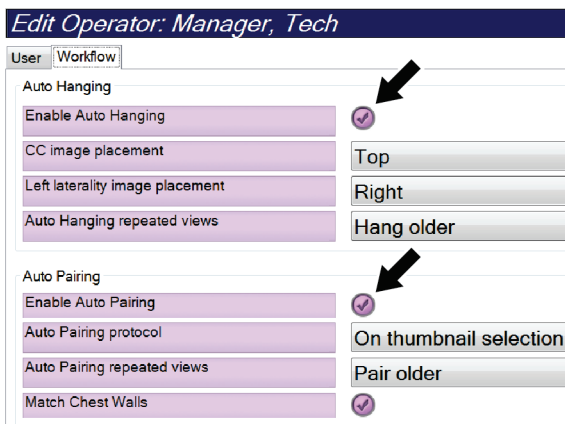 Edit Operator: Manager, Tech
User Workflow
Auto Hanging
Enable Auto Hanging
CC image placement Top
Left laterality image placement Right
Auto Hanging repeated views Hang older
Auto Pairing
Enable Auto Pairing
Auto Pairing protocol On thumbnail selection
Auto Pairing repeated views Pair older
Match Chest Walls